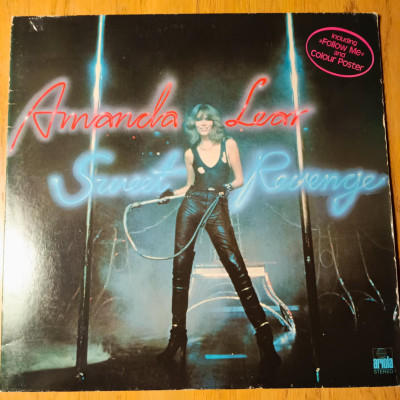 including
»Follow Me«
and
Colour Poster
Amanda Lear
Sweet Revenge
ariola
STEREO